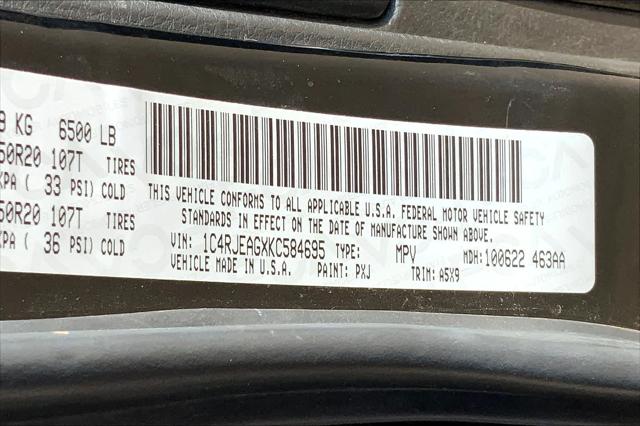 8 KG 6500 LB
50R20 107T TIRES
KPA ( 33 PSI) COLD
50R20 107T TIRES
KPA ( 36 PSI) COLD
THIS VEHICLE CONFORMS TO ALL APPLICABLE U.S.A. FEDERAL MOTOR VEHICLE SAFETY
STANDARDS IN EFFECT ON THE DATE OF MANUFACTURE SHOWN ABOVE.
VIN: 1C4RJEAGXKC584695 TYPE: MPV MDH: 100622 463AA
VEHICLE MADE IN U.S.A. PAINT: PXJ TRIM: A5X9